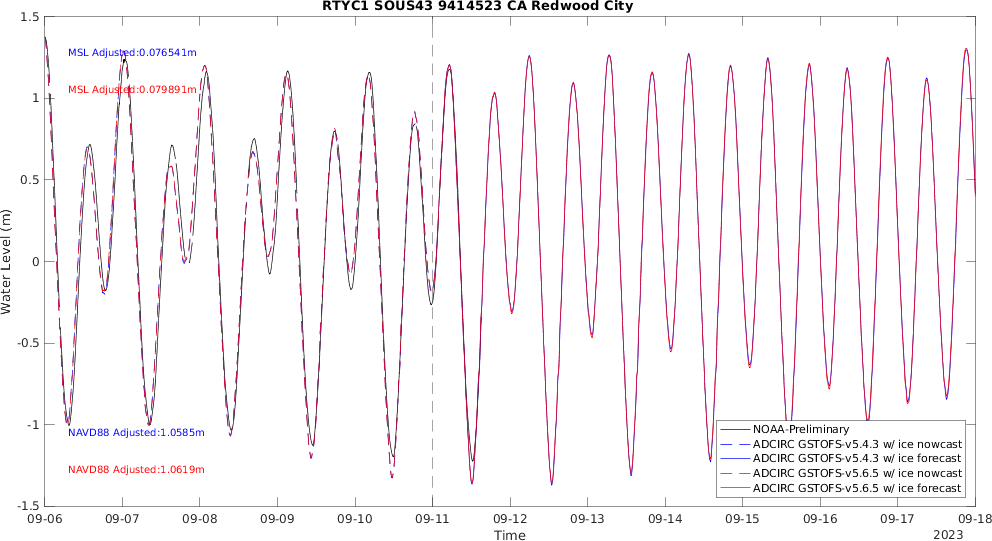 RTYC1 SOUS43 9414523 CA Redwood City
1.5
1
0.5
0
-0.5
-1
-1.5
Water Level (m)
MSL Adjusted:0.076541m
MSL Adjusted:0.079891m
NAVD88 Adjusted:1.0585m
NAVD88 Adjusted:1.0619m
NOAA-Preliminary
ADCIRC GSTOFS-v5.4.3 w/ ice nowcast
ADCIRC GSTOFS-v5.4.3 w/ ice forecast
ADCIRC GSTOFS-v5.6.5 w/ ice nowcast
ADCIRC GSTOFS-v5.6.5 w/ ice forecast
09-06 09-07 09-08 09-09 09-10 09-11 09-12 09-13 09-14 09-15 09-16 09-17 09-18
Time
2023